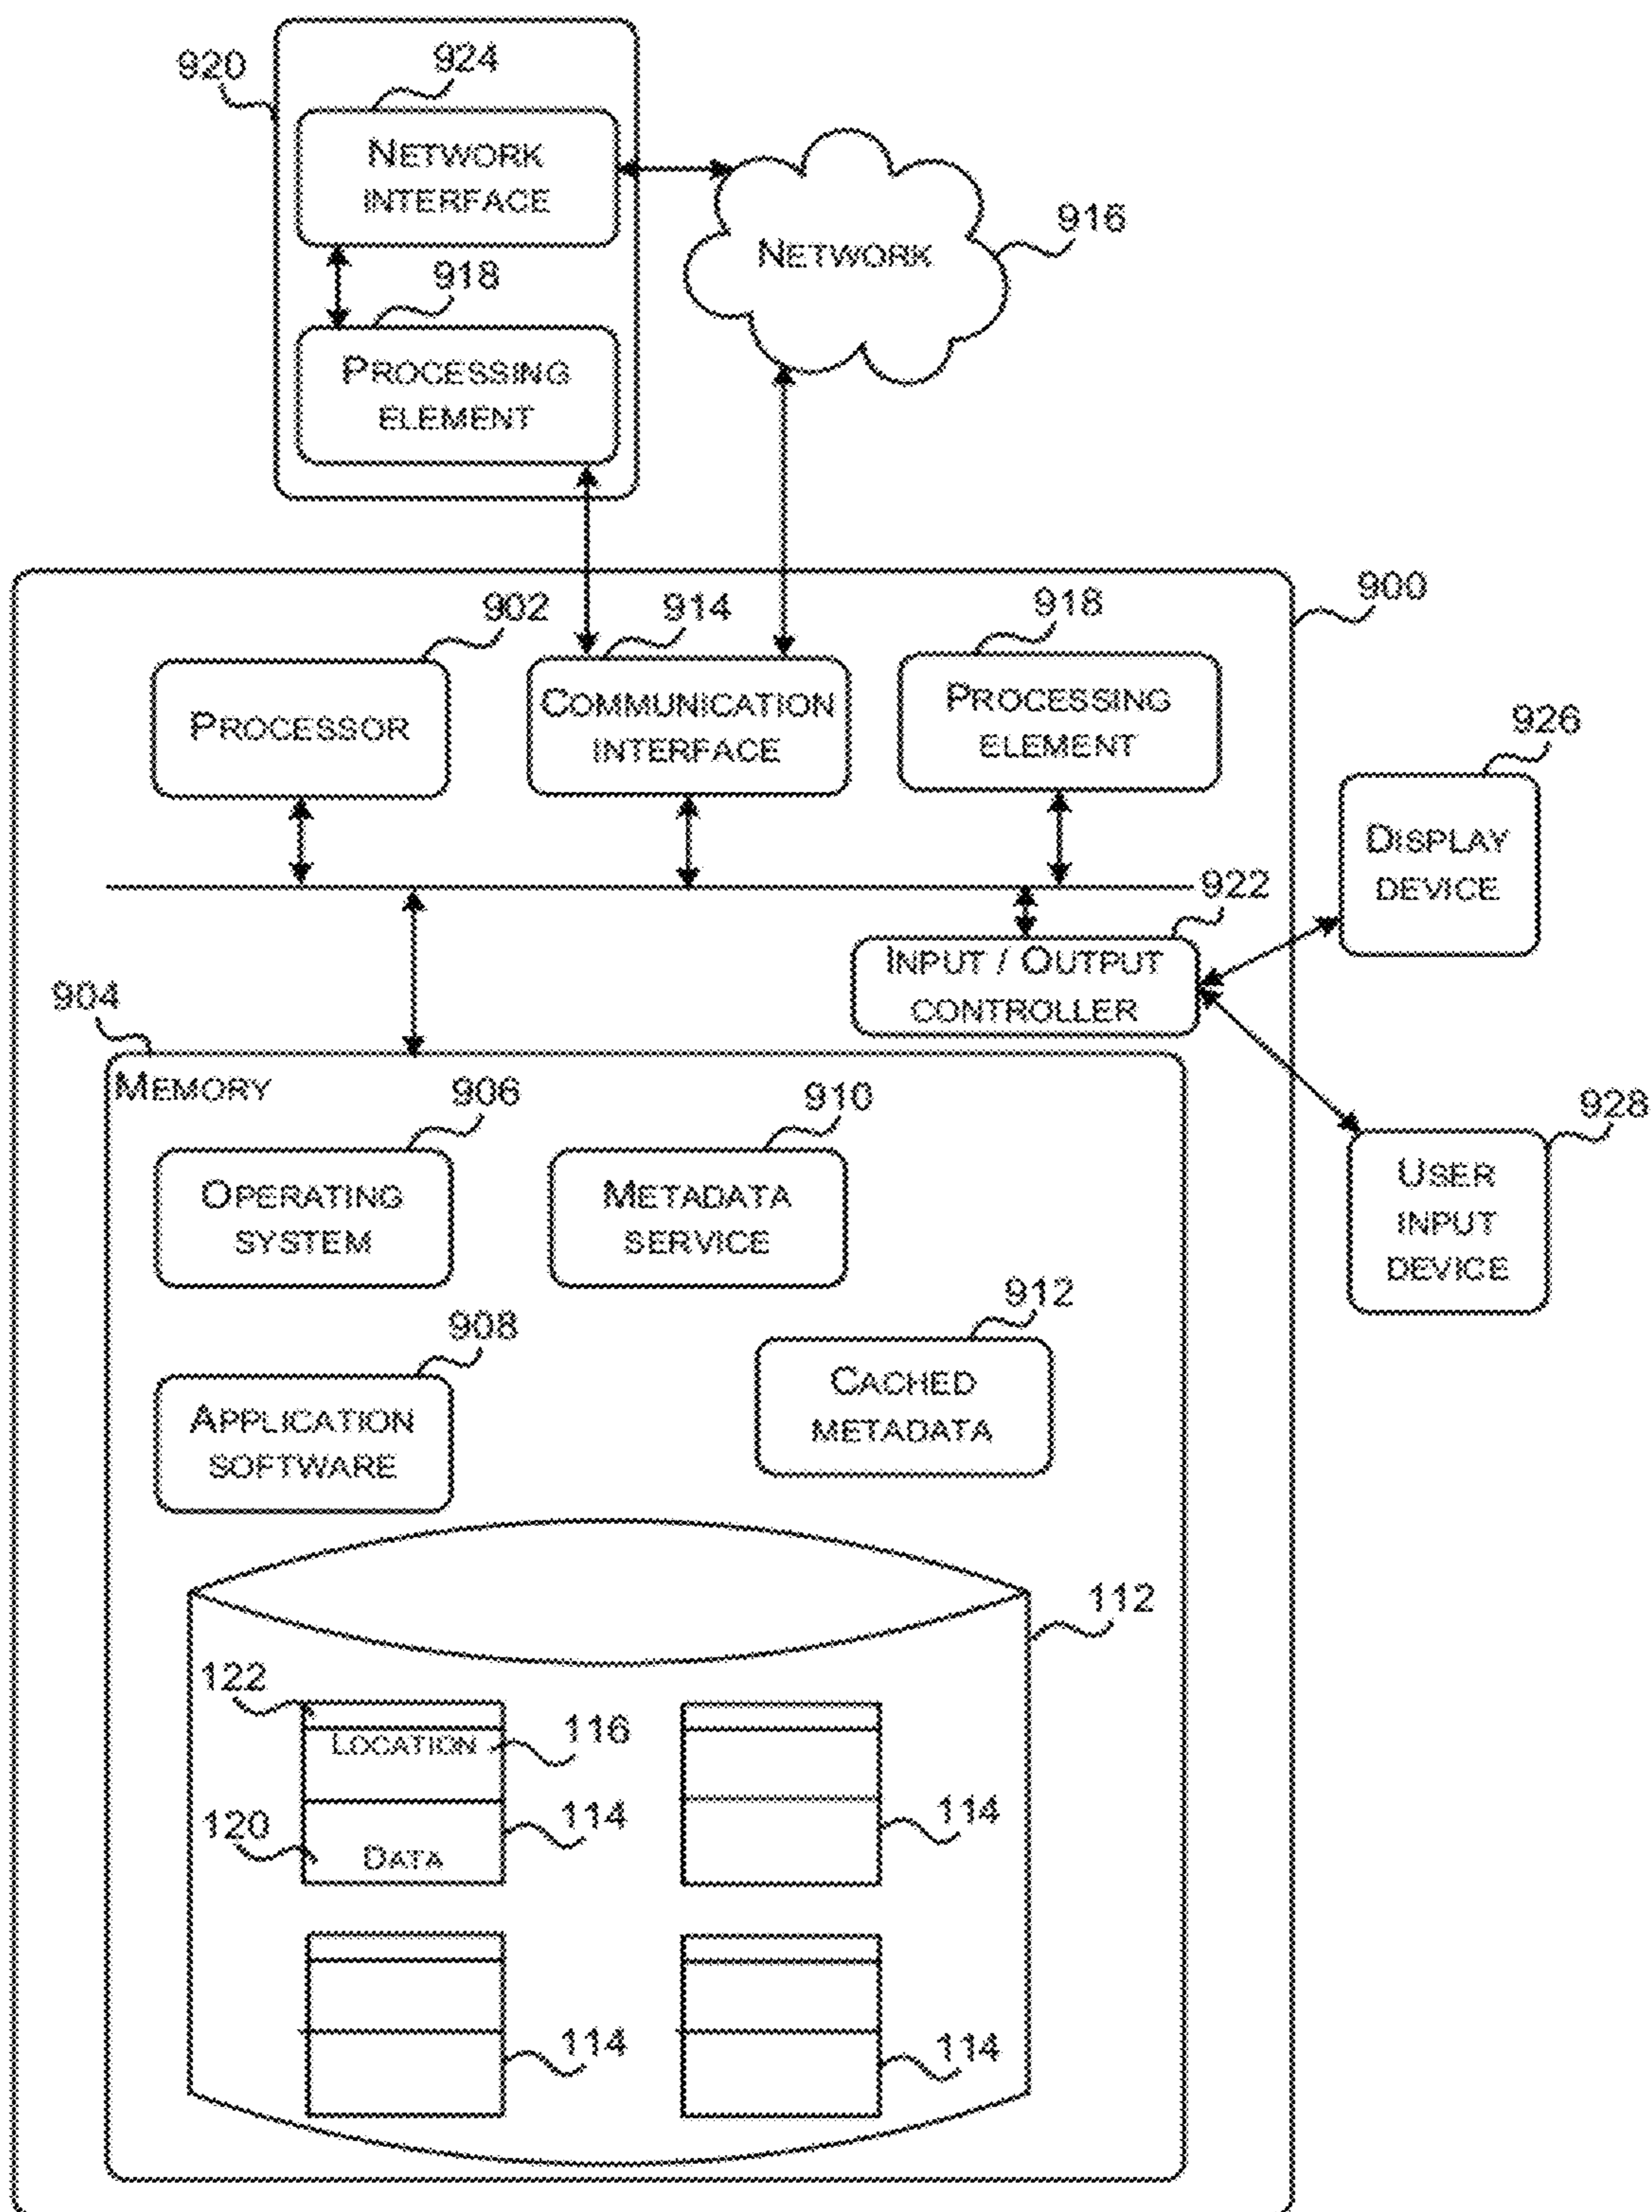 920
924
NETWORK
INTERFACE
918
PROCESSING
ELEMENT
NETWORK
916
900
902
914
918
PROCESSOR
COMMUNICATION
INTERFACE
PROCESSING
ELEMENT
926
DISPLAY
DEVICE
922
INPUT / OUTPUT
CONTROLLER
904
MEMORY
906
910
928
OPERATING
SYSTEM
METADATA
SERVICE
USER
INPUT
DEVICE
908
912
APPLICATION
SOFTWARE
CACHED
METADATA
112
122
LOCATION
116
120
DATA
114
114
114
114